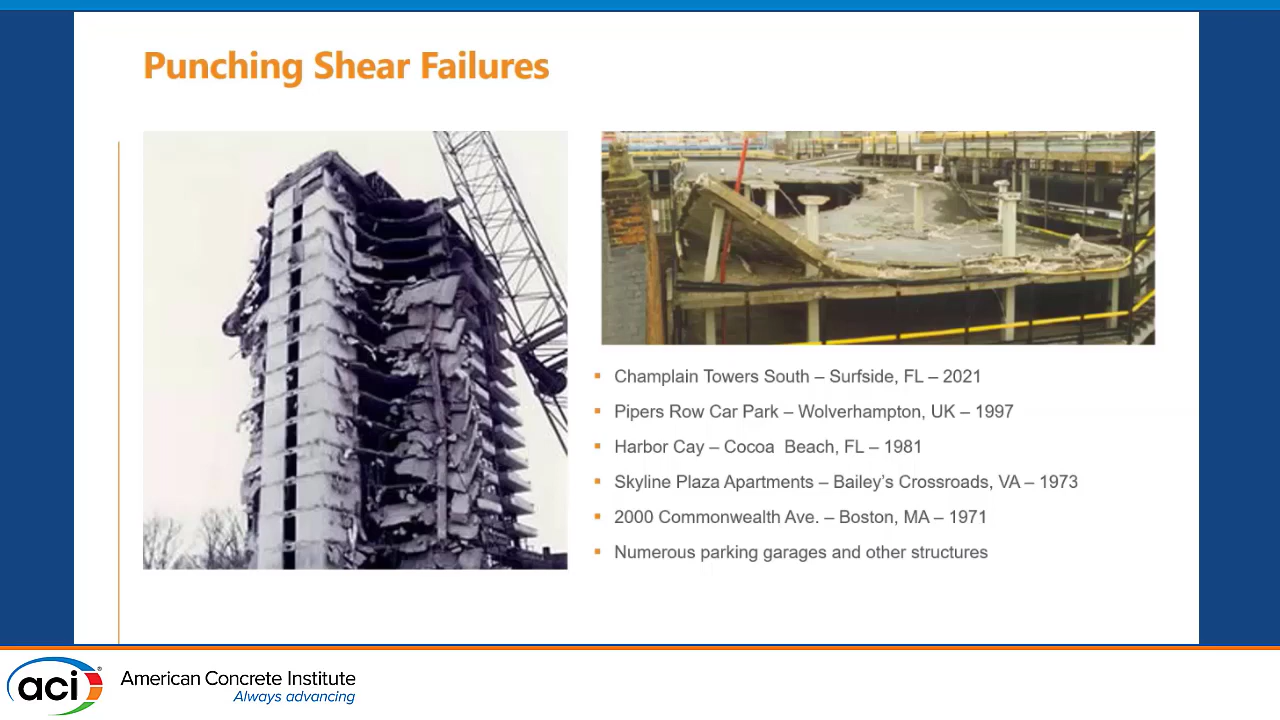 Punching Shear Failures
Champlain Towers South – Surfside, FL – 2021
Pipers Row Car Park – Wolverhampton, UK – 1997
Harbor Cay – Cocoa  Beach, FL – 1981
Skyline Plaza Apartments – Bailey's Crossroads, VA – 1973
2000 Commonwealth Ave. – Boston, MA – 1971
Numerous parking garages and other structures
aci®
American Concrete Institute
Always advancing